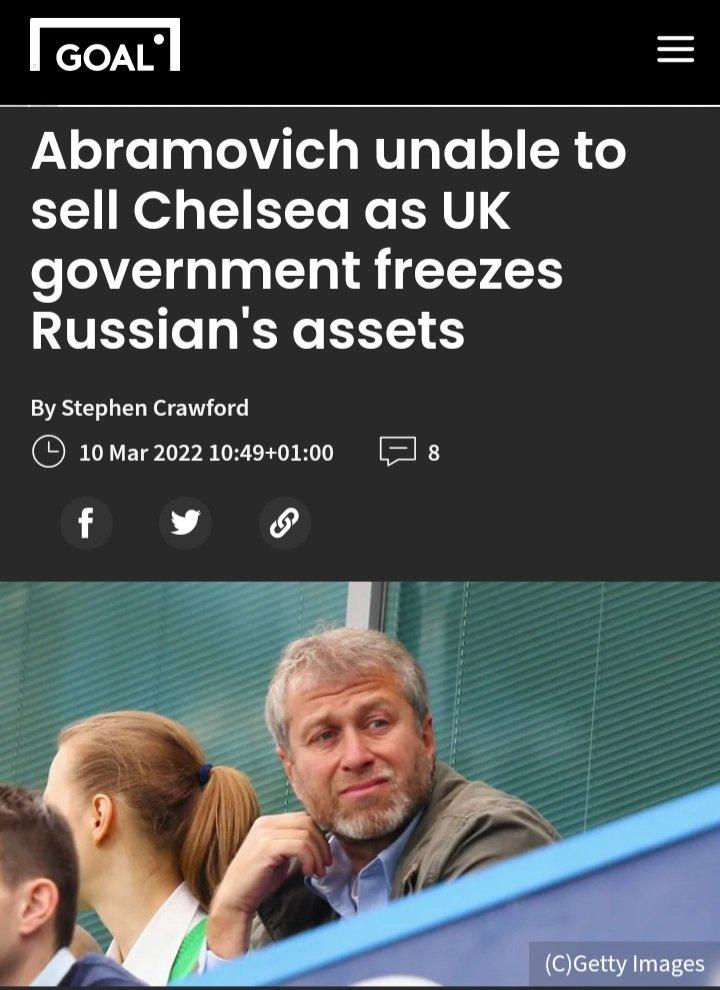 GOAL
Abramovich unable to
sell Chelsea as UK
government freezes
Russian's assets
By Stephen Crawford
10 Mar 2022 10:49+01:00 8
(C)Getty Images